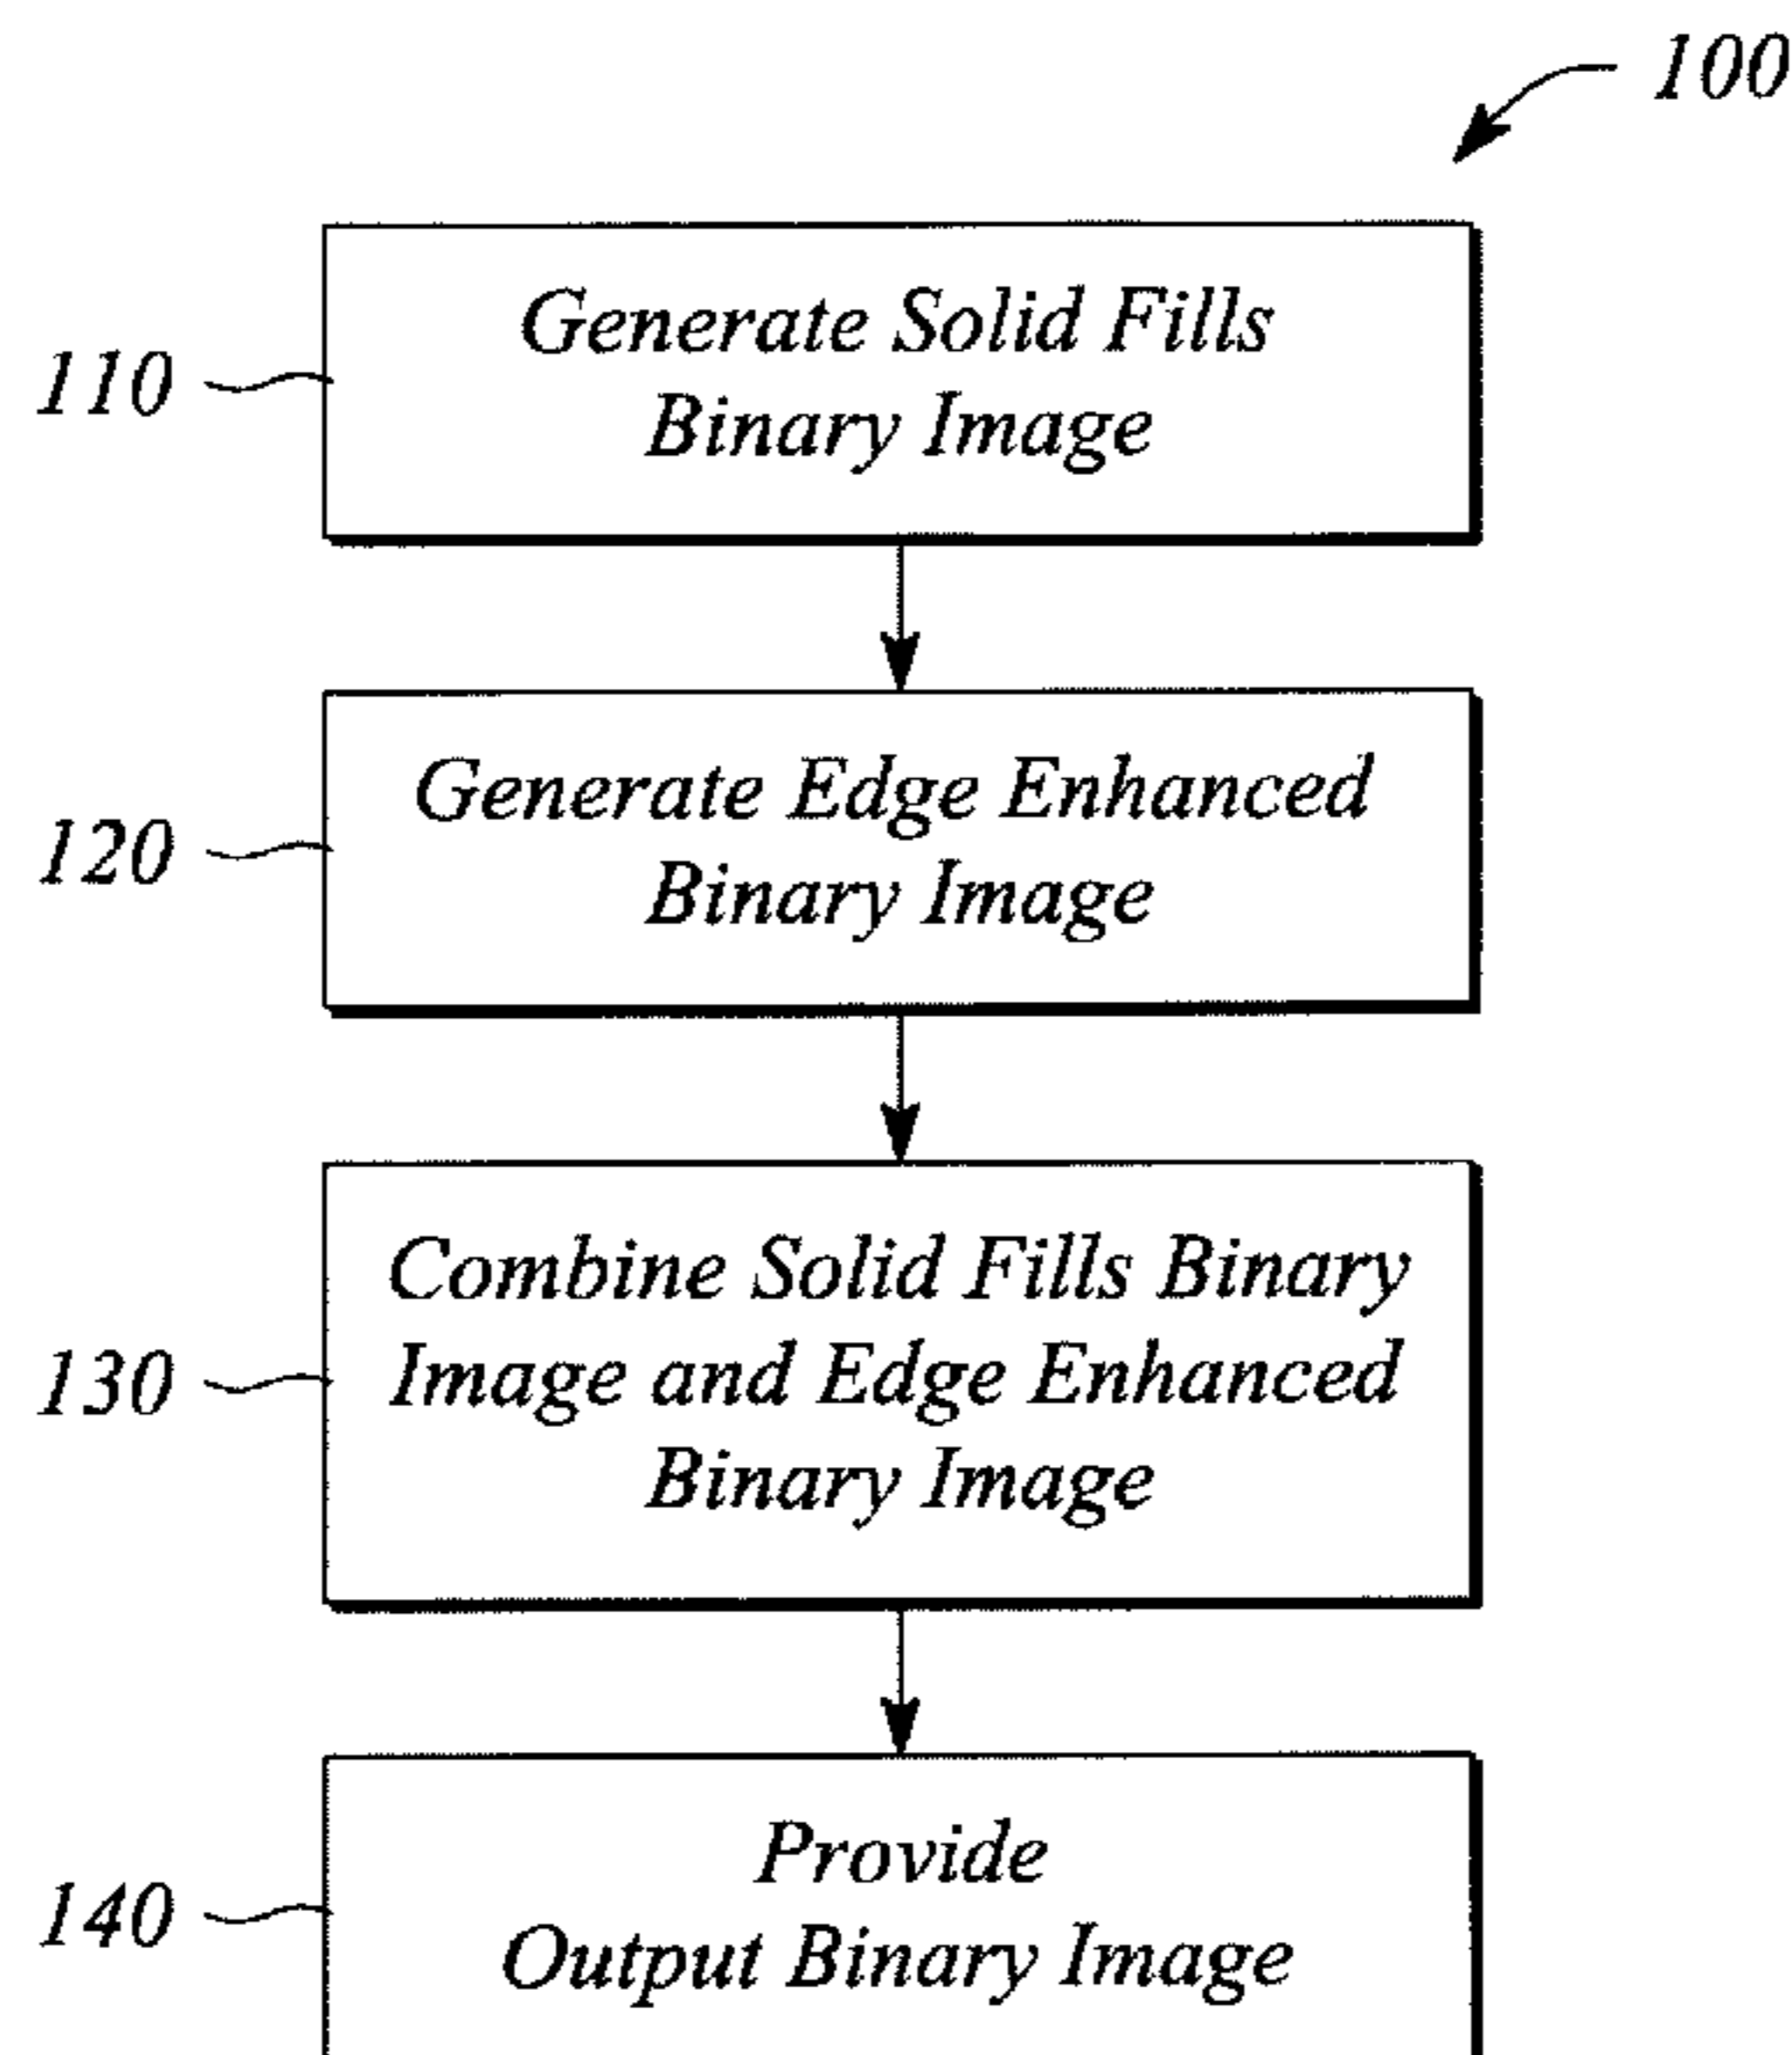 100
110
Generate Solid Fills
Binary Image
120
Generate Edge Enhanced
Binary Image
130
Combine Solid Fills Binary
Image and Edge Enhanced
Binary Image
140
Provide
Output Binary Image